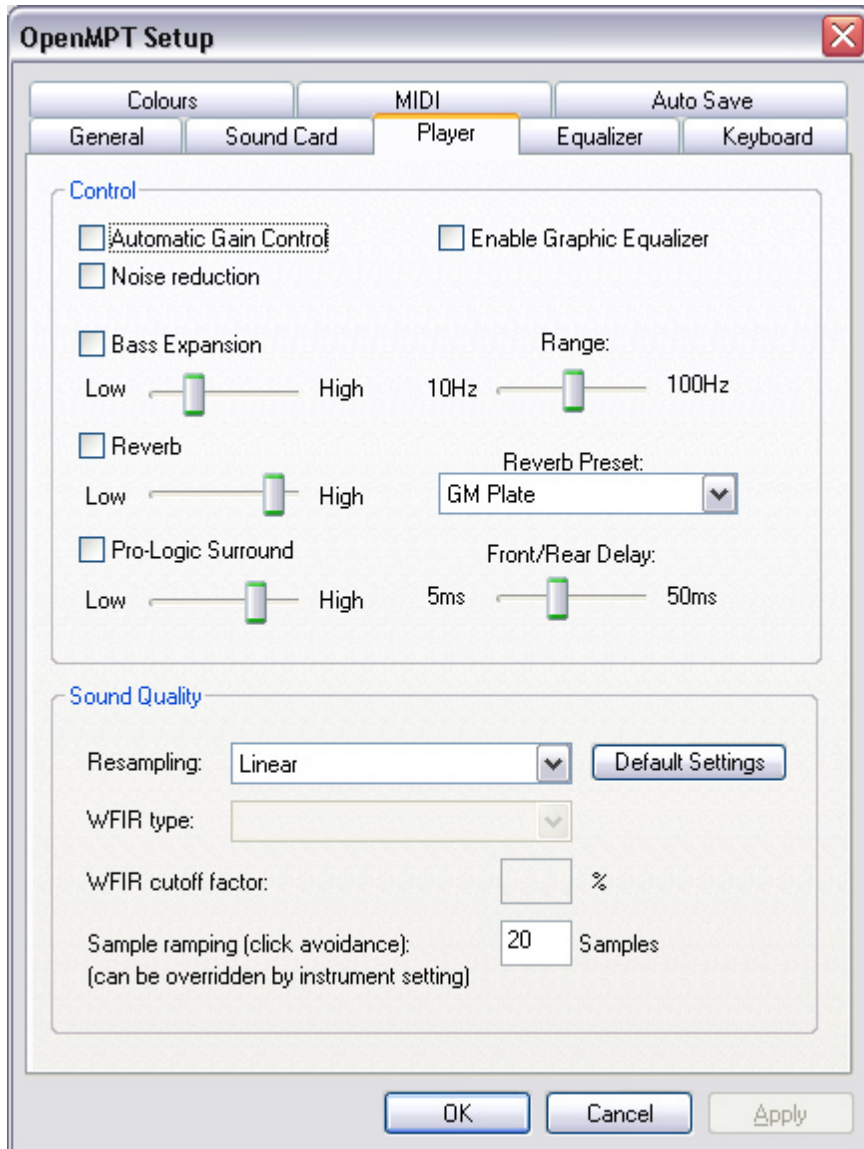 OpenMPT Setup
Colours MIDI Auto Save
General Sound Card Player Equalizer Keyboard
Control
Automatic Gain Control Enable Graphic Equalizer
Noise reduction
Bass Expansion Range:
Low High 10Hz 100Hz
Reverb Reverb Preset:
Low High GM Plate
Pro-Logic Surround Front/Rear Delay:
Low High 5ms 50ms
Sound Quality
Resampling: Linear Default Settings
WFIR type:
WFIR cutoff factor: %
Sample ramping (click avoidance): 20 Samples
(can be overridden by instrument setting)
OK Cancel Apply